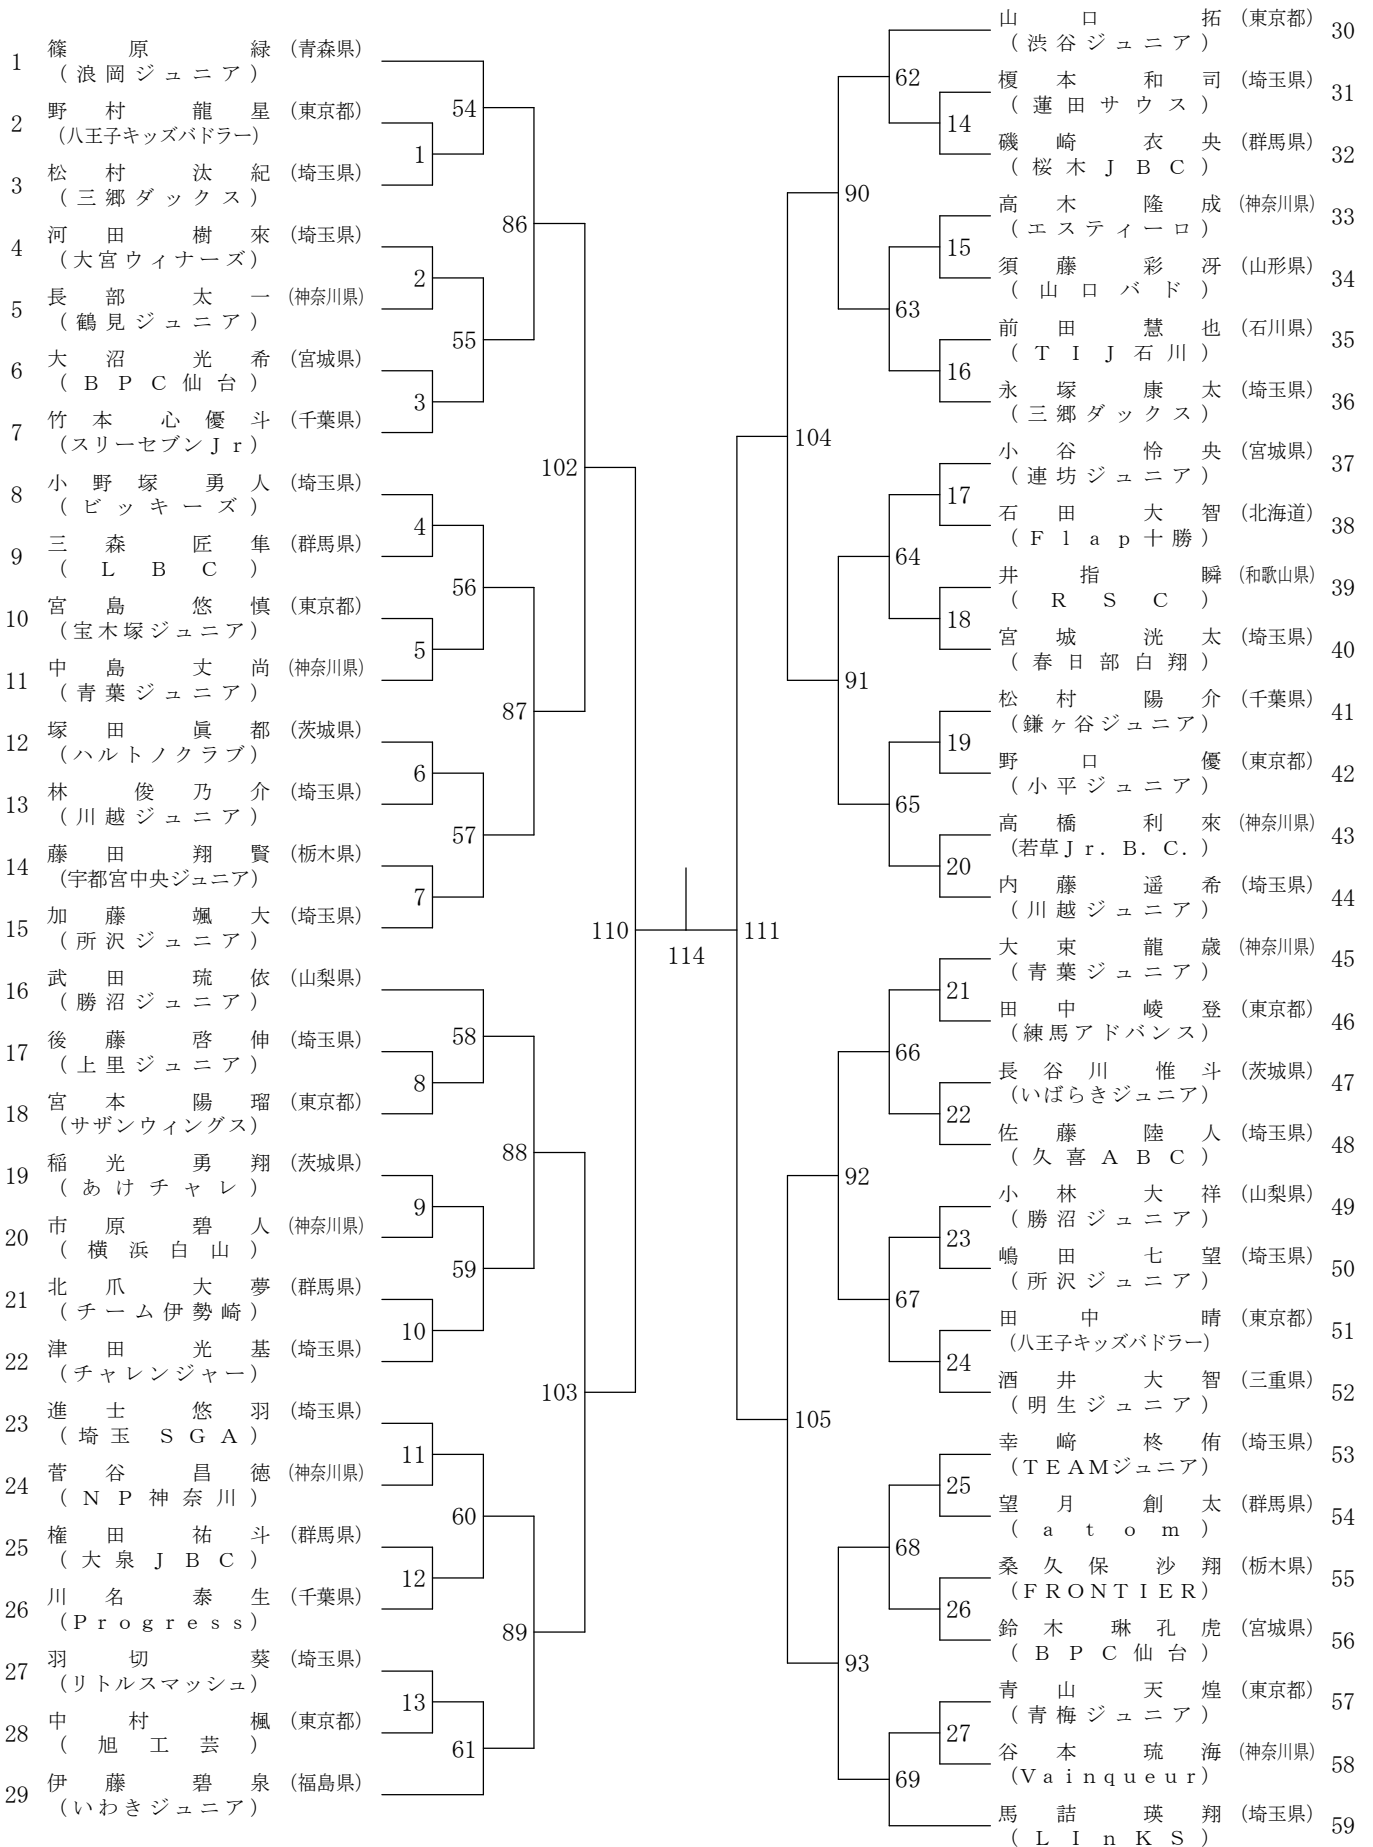 1 篠原緑 (青森県)
(浪岡ジュニア)
2 野村龍星 (東京都)
(八王子キッズバドラー)
3 松村汰紀 (埼玉県)
(三郷ダックス)
4 河田樹來 (埼玉県)
(大宮ウィナーズ)
5 長部太一 (神奈川県)
(鶴見ジュニア)
6 大沼光希 (宮城県)
(BPC仙台)
7 竹本心優斗 (千葉県)
(スリーセブンJr)
8 小野塚勇人 (埼玉県)
(ビッキーズ)
9 三森匠隼 (群馬県)
(LBC)
10 宮島悠慎 (東京都)
(宝木塚ジュニア)
11 中島丈尚 (神奈川県)
(青葉ジュニア)
12 塚田眞都 (茨城県)
(ハルトノクラブ)
13 林俊乃介 (埼玉県)
(川越ジュニア)
14 藤田翔賢 (栃木県)
(宇都宮中央ジュニア)
15 加藤颯大 (埼玉県)
(所沢ジュニア)
16 武田琉依 (山梨県)
(勝沼ジュニア)
17 後藤啓伸 (埼玉県)
(上里ジュニア)
18 宮本陽瑠 (東京都)
(サザンウィングス)
19 稲光勇翔 (茨城県)
(あけチャレ)
20 市原碧人 (神奈川県)
(横浜白山)
21 北爪大夢 (群馬県)
(チーム伊勢崎)
22 津田光基 (埼玉県)
(チャレンジャー)
23 進士悠羽 (埼玉県)
(埼玉 SGA)
24 菅谷昌徳 (神奈川県)
(NP神奈川)
25 権田祐斗 (群馬県)
(大泉JBC)
26 川名泰生 (千葉県)
(Progress)
27 羽切葵 (埼玉県)
(リトルスマッシュ)
28 中村楓 (東京都)
(旭工芸)
29 伊藤碧泉 (福島県)
(いわきジュニア)
1
2
3
4
5
6
7
8
9
10
11
12
13
54
55
56
57
58
59
60
61
86
87
88
89
102
103
110
114
111
104
105
90
91
92
93
62
63
64
65
66
67
68
69
14
15
16
17
18
19
20
21
22
23
24
25
26
27
山口拓 (東京都) 30
(渋谷ジュニア)
榎本和司 (埼玉県) 31
(蓮田サウス)
磯崎衣央 (群馬県) 32
(桜木JBC)
高木隆成 (神奈川県) 33
(エスティーロ)
須藤彩冴 (山形県) 34
(山口バド)
前田慧也 (石川県) 35
(TIJ石川)
永塚康太 (埼玉県) 36
(三郷ダックス)
小谷怜央 (宮城県) 37
(連坊ジュニア)
石田大智 (北海道) 38
(Flap十勝)
井指瞬 (和歌山県) 39
(RSC)
宮城洸太 (埼玉県) 40
(春日部白翔)
松村陽介 (千葉県) 41
(鎌ヶ谷ジュニア)
野口優 (東京都) 42
(小平ジュニア)
高橋利來 (神奈川県) 43
(若草Jr.B.C.)
内藤遥希 (埼玉県) 44
(川越ジュニア)
大束龍歳 (神奈川県) 45
(青葉ジュニア)
田中崚登 (東京都) 46
(練馬アドバンス)
長谷川惟斗 (茨城県) 47
(いばらきジュニア)
佐藤陸人 (埼玉県) 48
(久喜ABC)
小林大祥 (山梨県) 49
(勝沼ジュニア)
嶋田七望 (埼玉県) 50
(所沢ジュニア)
田中晴 (東京都) 51
(八王子キッズバドラー)
酒井大智 (三重県) 52
(明生ジュニア)
幸﨑柊侑 (埼玉県) 53
(TEAMジュニア)
望月創太 (群馬県) 54
(atom)
桑久保沙翔 (栃木県) 55
(FRONTIER)
鈴木琳孔虎 (宮城県) 56
(BPC仙台)
青山天煌 (東京都) 57
(青梅ジュニア)
谷本琉海 (神奈川県) 58
(Vainqueur)
馬詰瑛翔 (埼玉県) 59
(LInKS)